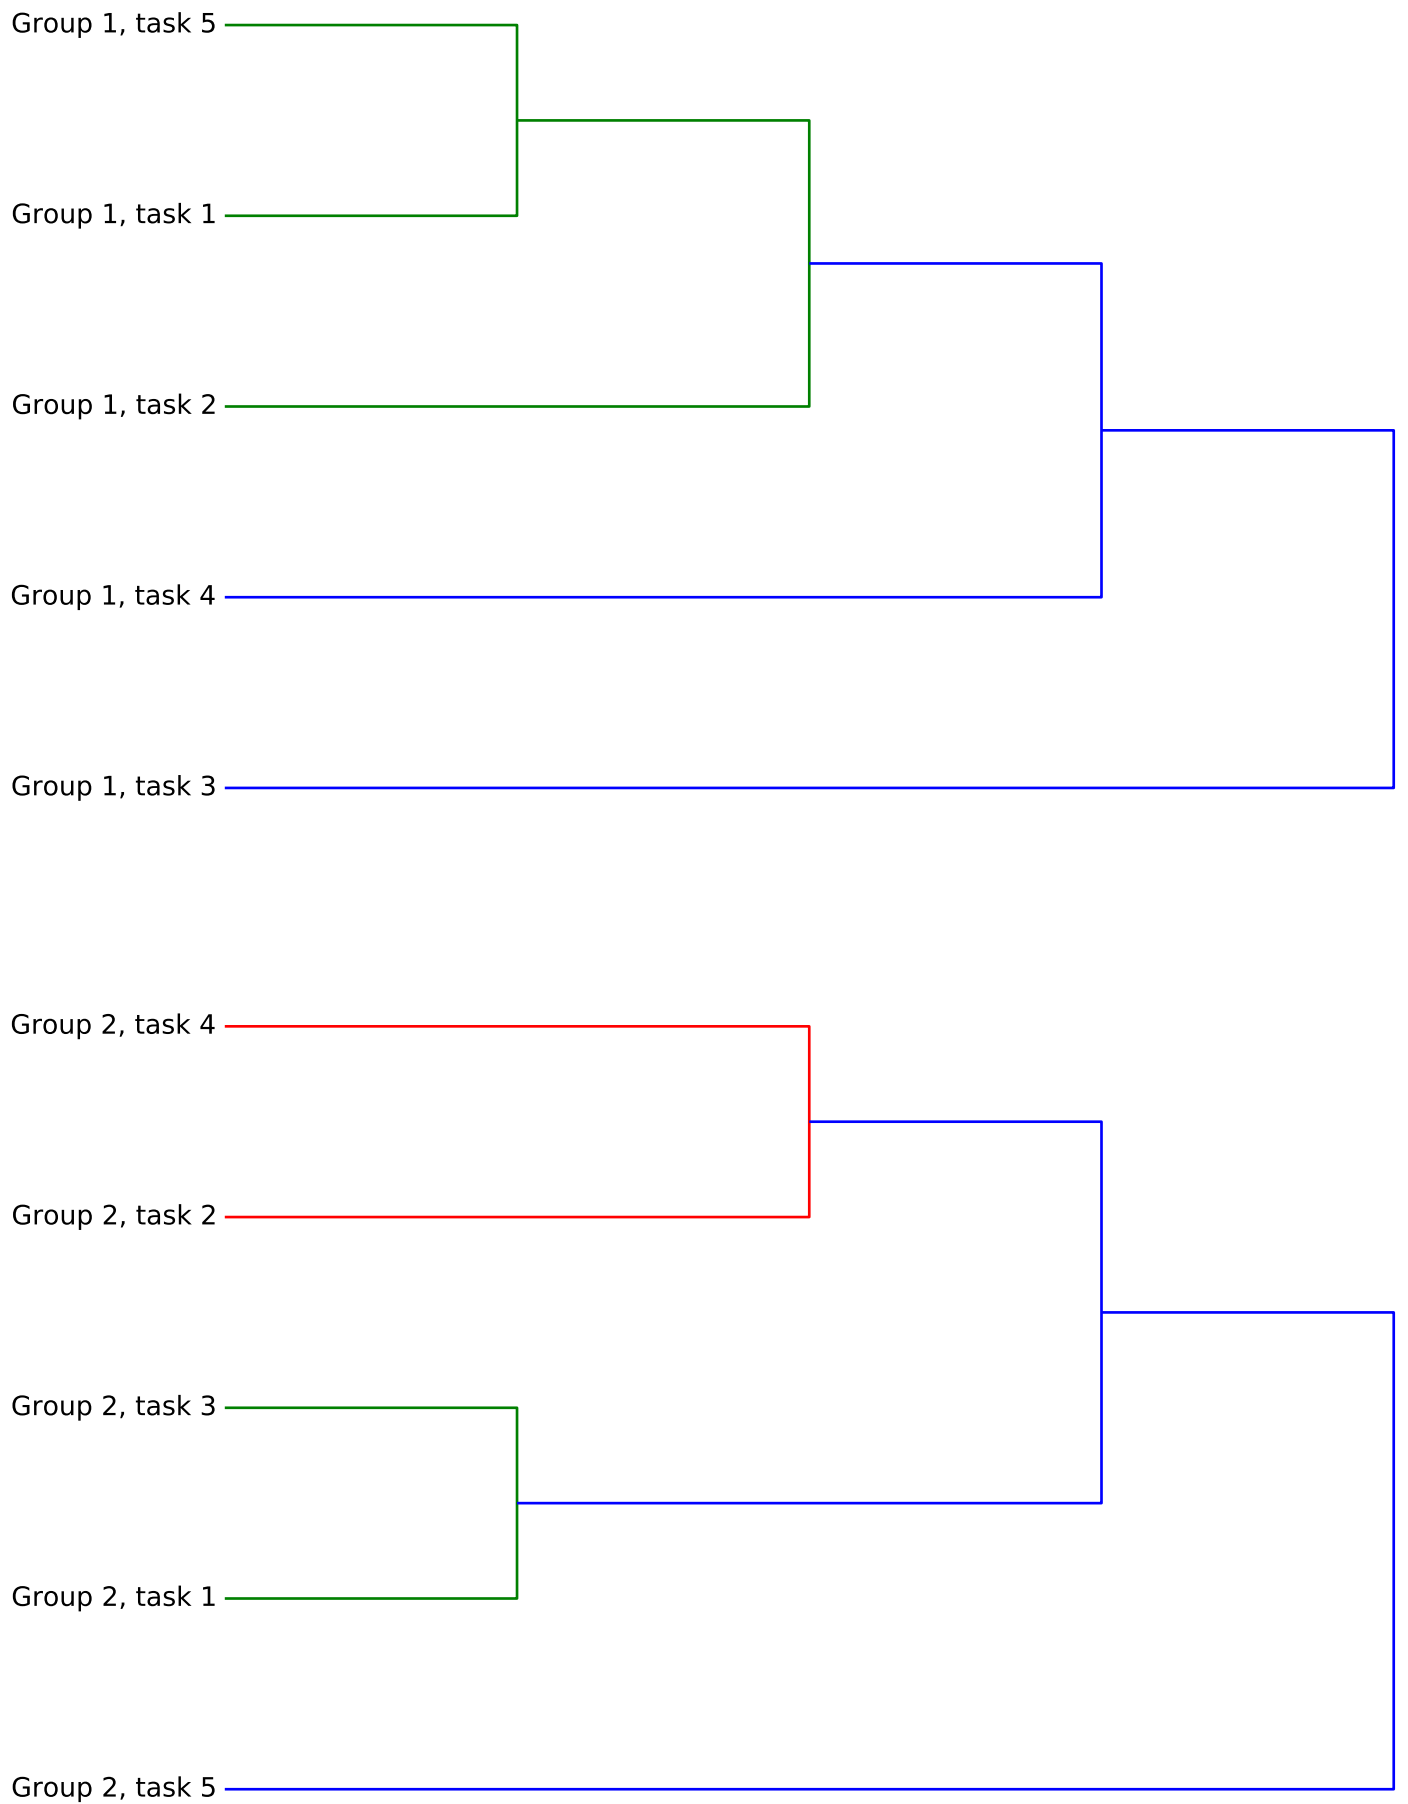 Group 1, task 5
Group 1, task 1
Group 1, task 2
Group 1, task 4
Group 1, task 3
Group 2, task 4
Group 2, task 2
Group 2, task 3
Group 2, task 1
Group 2, task 5